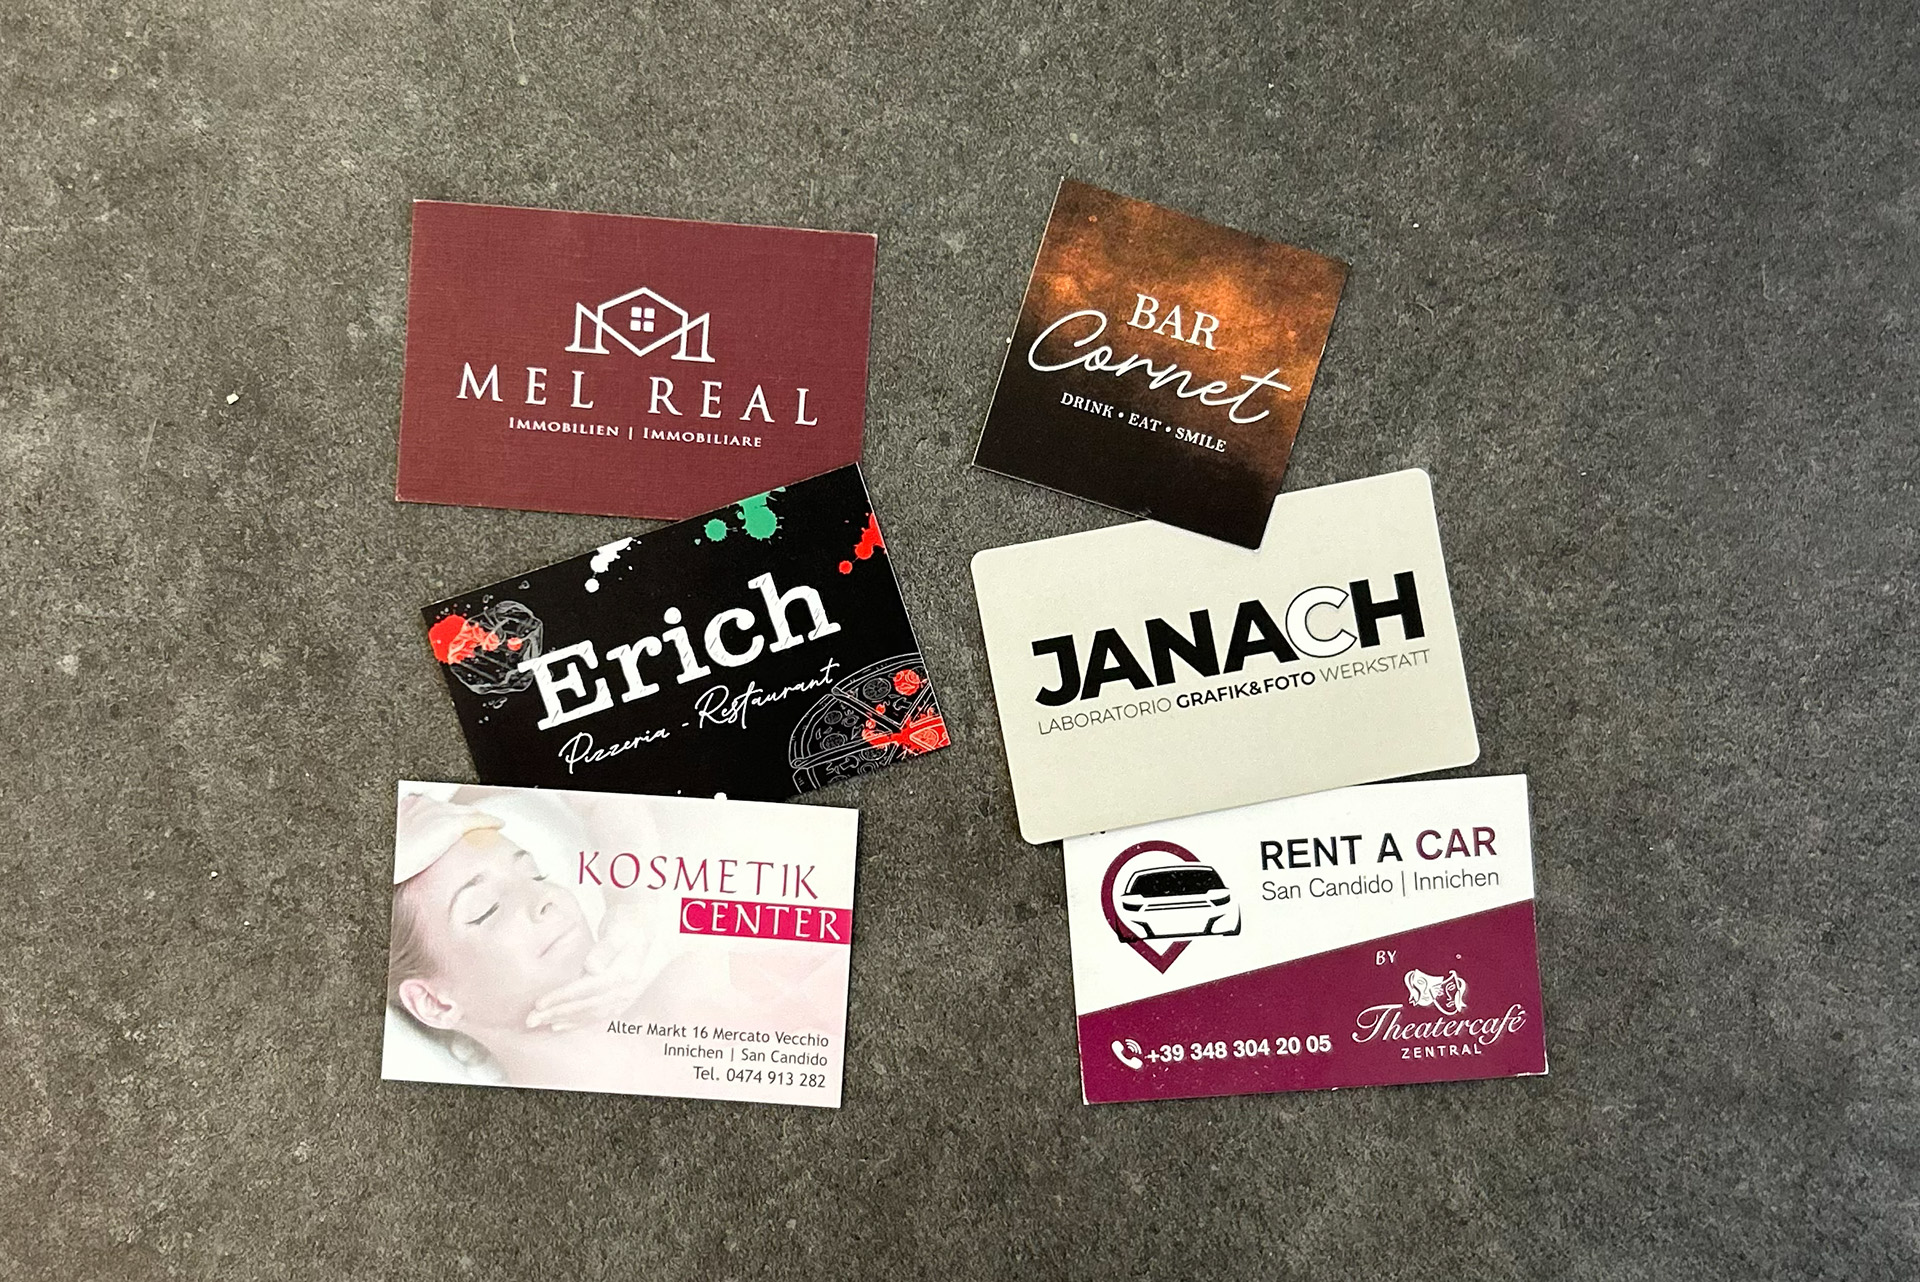 MEL REAL
IMMOBILIEN | IMMOBILIARE
BAR
Cornet
DRINK • EAT • SMILE
Erich
Pizzeria - Restaurant
JANACH
LABORATORIO GRAFIK&FOTO WERKSTATT
KOSMETIK
CENTER
Alter Markt 16 Mercato Vecchio
Innichen | San Candido
Tel. 0474 913 282
RENT A CAR
San Candido | Innichen
BY
Theatercafé
ZENTRAL
+39 348 304 20 05